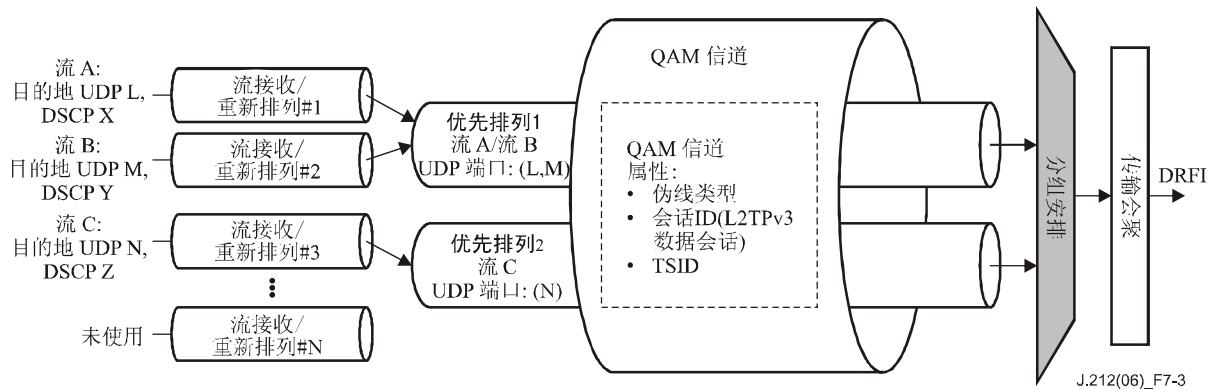 流 A:
目的地 UDP L,
DSCP X
流接收/
重新排列#1
流 B:
目的地 UDP M,
DSCP Y
流接收/
重新排列#2
流 C:
目的地 UDP N,
DSCP Z
流接收/
重新排列#3
未使用
流接收/
重新排列#N
优先排列1
流 A/流 B
UDP 端口: (L,M)
优先排列2
流 C
UDP 端口: (N)
QAM 信道
QAM 信道
属性:
• 伪线类型
• 会话ID(L2TPv3
数据会话)
• TSID
分组安排
传输会聚
DRFI
J.212(06)_F7-3